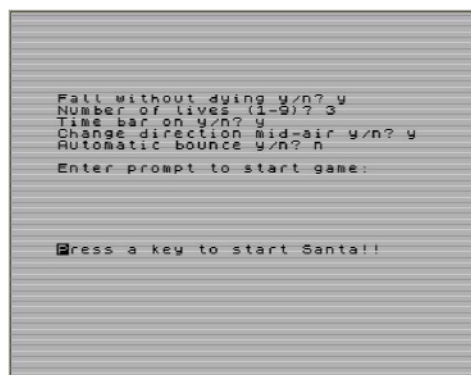 Fall without dying y/n? y
Number of lives (1-9)? 3
Time bar on y/n? y
Change direction mid-air y/n? y
Automatic bounce y/n? n
Enter prompt to start game:
Press a key to start Santa!!